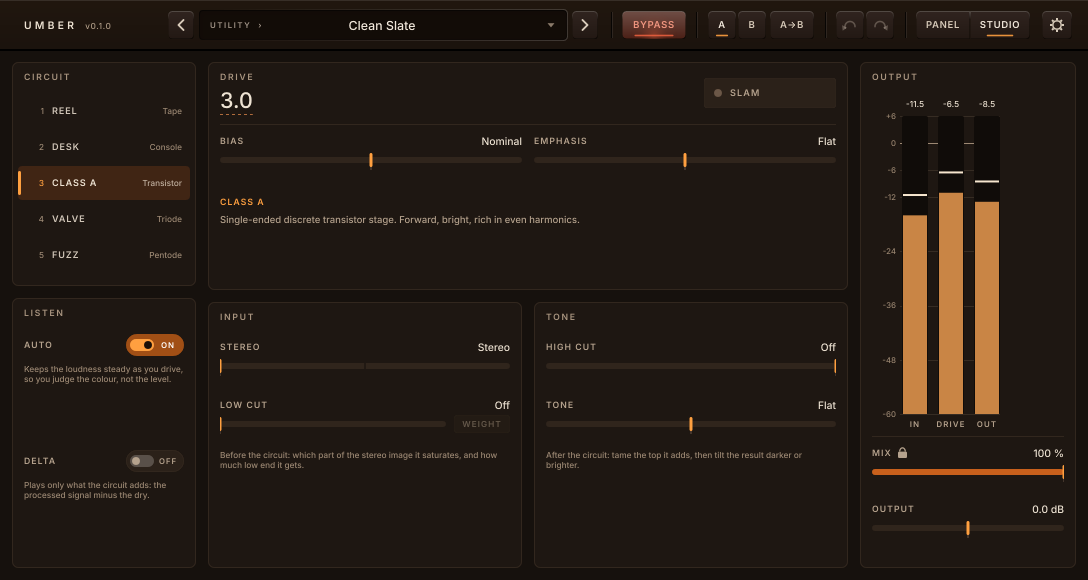 UMBER v0.1.0
UTILITY › Clean Slate
BYPASS
A B A→B
PANEL STUDIO
CIRCUIT
1 REEL Tape
2 DESK Console
3 CLASS A Transistor
4 VALVE Triode
5 FUZZ Pentode
LISTEN
AUTO ON
Keeps the loudness steady as you drive,
so you judge the colour, not the level.
DELTA OFF
Plays only what the circuit adds: the
processed signal minus the dry.
DRIVE
3.0
SLAM
BIAS Nominal
EMPHASIS Flat
CLASS A
Single-ended discrete transistor stage. Forward, bright, rich in even harmonics.
INPUT
STEREO Stereo
LOW CUT Off
WEIGHT
Before the circuit: which part of the stereo image it saturates, and how
much low end it gets.
TONE
HIGH CUT Off
TONE Flat
After the circuit: tame the top it adds, then tilt the result darker or
brighter.
OUTPUT
-11.5 -6.5 -8.5
+6
0
-6
-12
-24
-36
-48
-60
IN DRIVE OUT
MIX 100 %
OUTPUT 0.0 dB